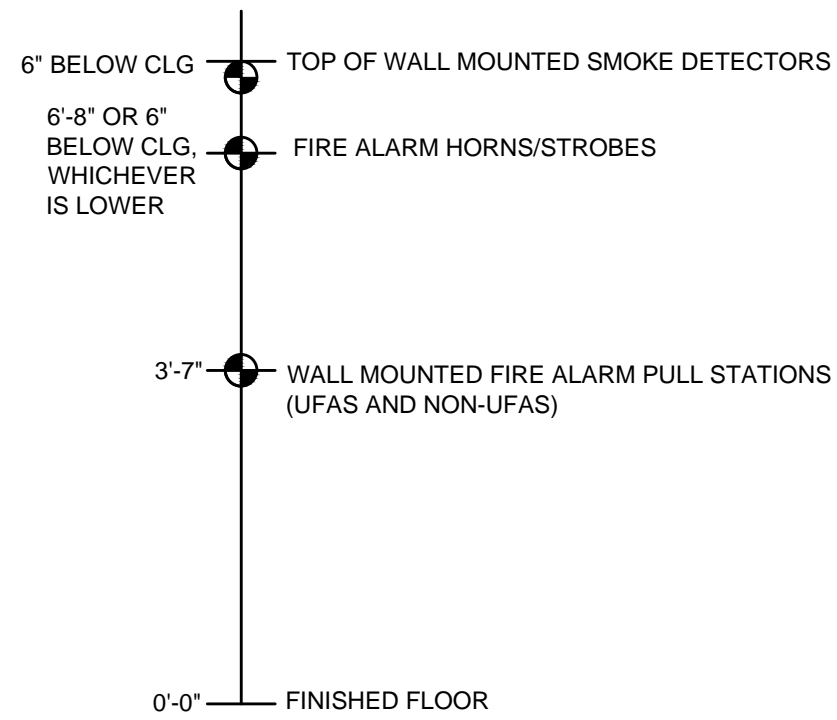 6" BELOW CLG
TOP OF WALL MOUNTED SMOKE DETECTORS
6'-8" OR 6"
BELOW CLG,
WHICHEVER
IS LOWER
FIRE ALARM HORNS/STROBES
3'-7"
WALL MOUNTED FIRE ALARM PULL STATIONS
(UFAS AND NON-UFAS)
0'-0"
FINISHED FLOOR